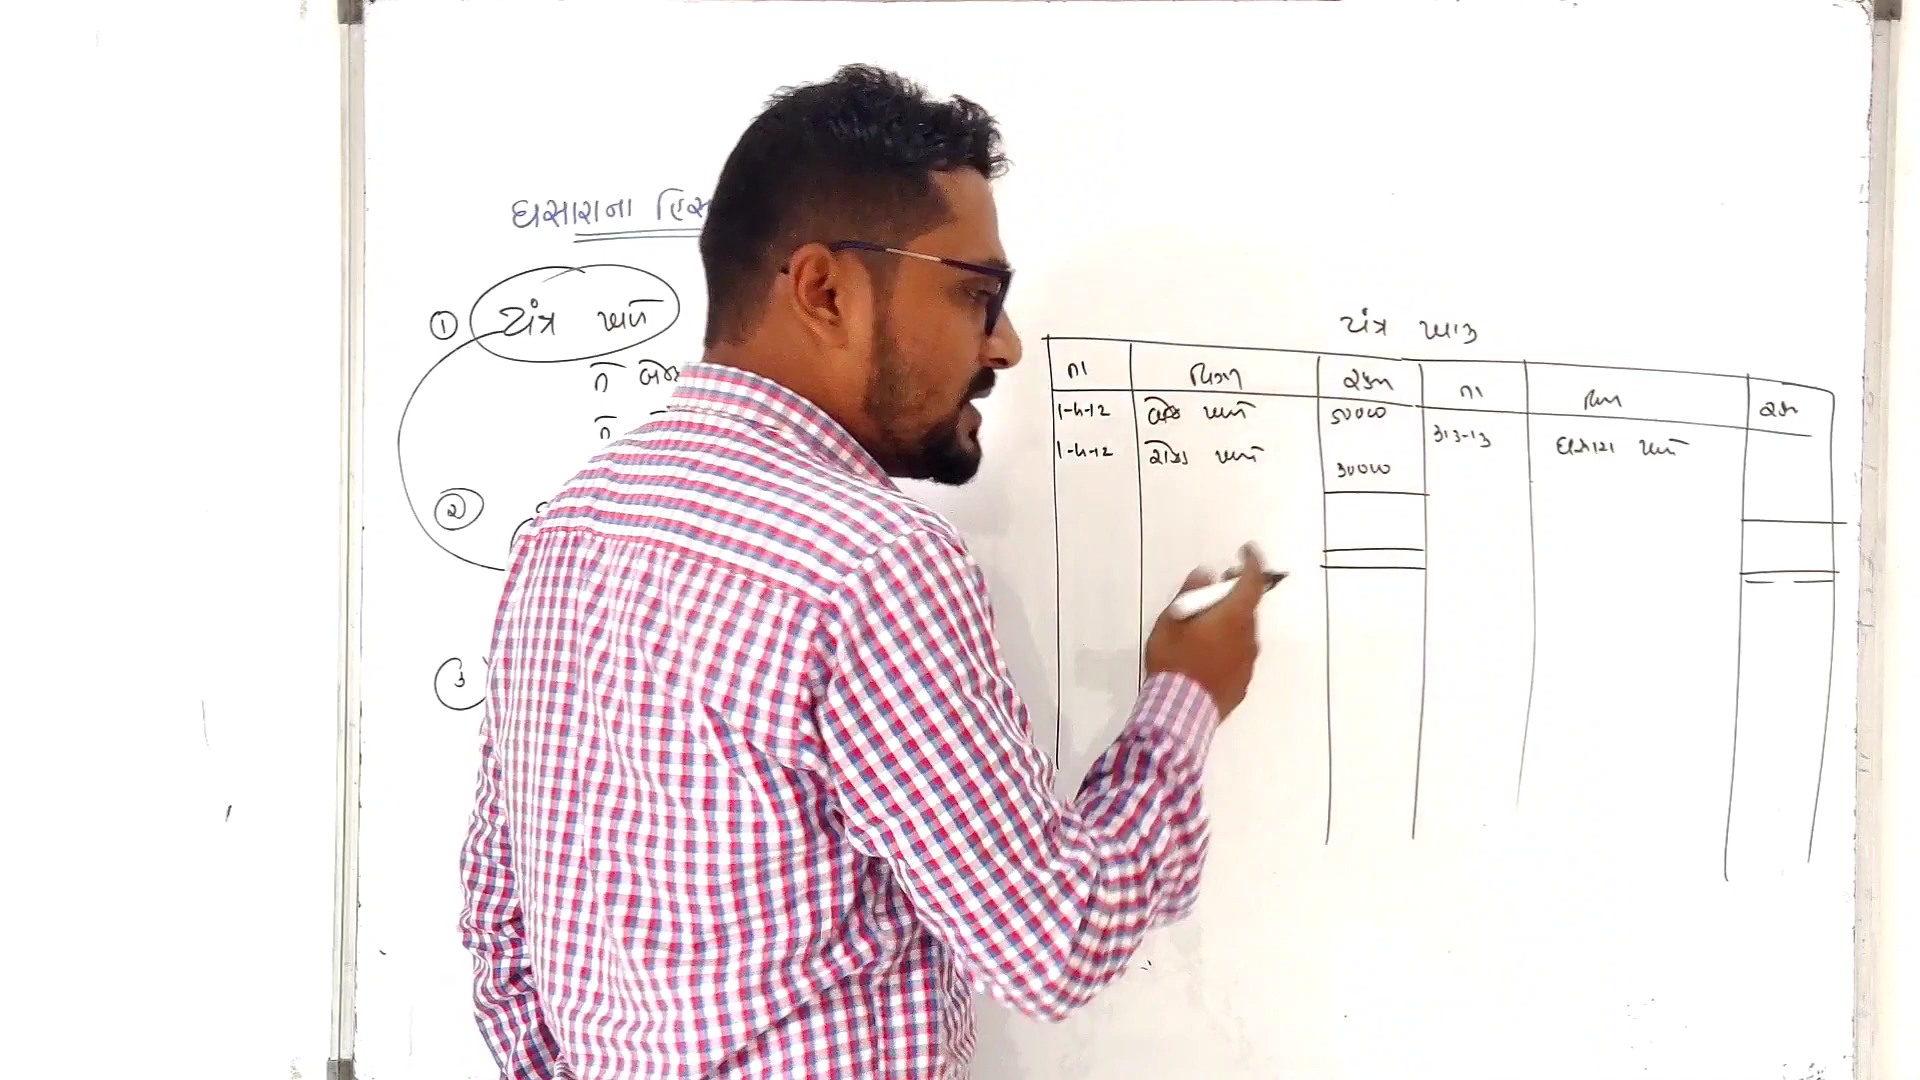 ઘસારાના હિસ
① યંત્ર ખાતે
તે બેન્ક
તે
②
③
યંત્ર ખાતુ
તા વિગત રકમ તા વિગત રકમ
1-4-12 બેંક ખાતે 50000
31-3-13 ઘસારા ખાતે
1-4-12 રોકડ ખાતે 30000